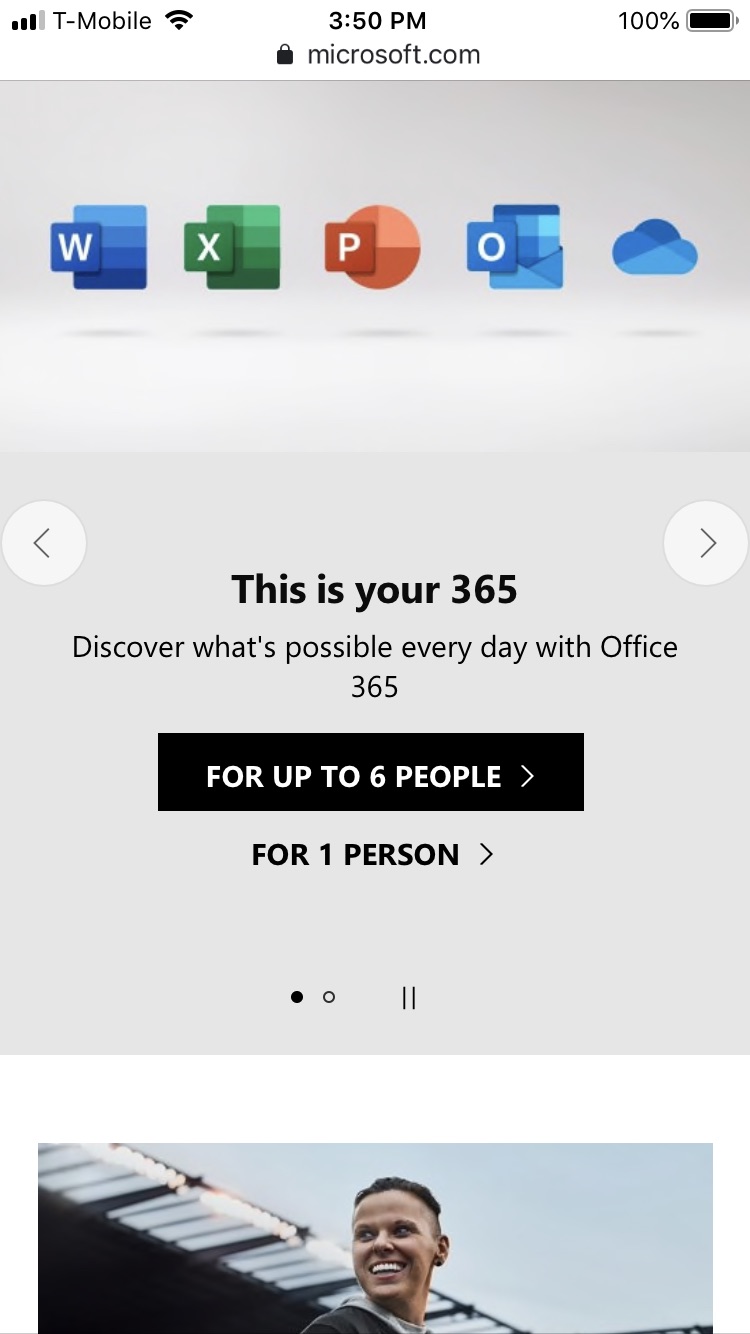 T-Mobile 3:50 PM 100%
microsoft.com
W X P O
This is your 365
Discover what's possible every day with Office
365
FOR UP TO 6 PEOPLE
FOR 1 PERSON